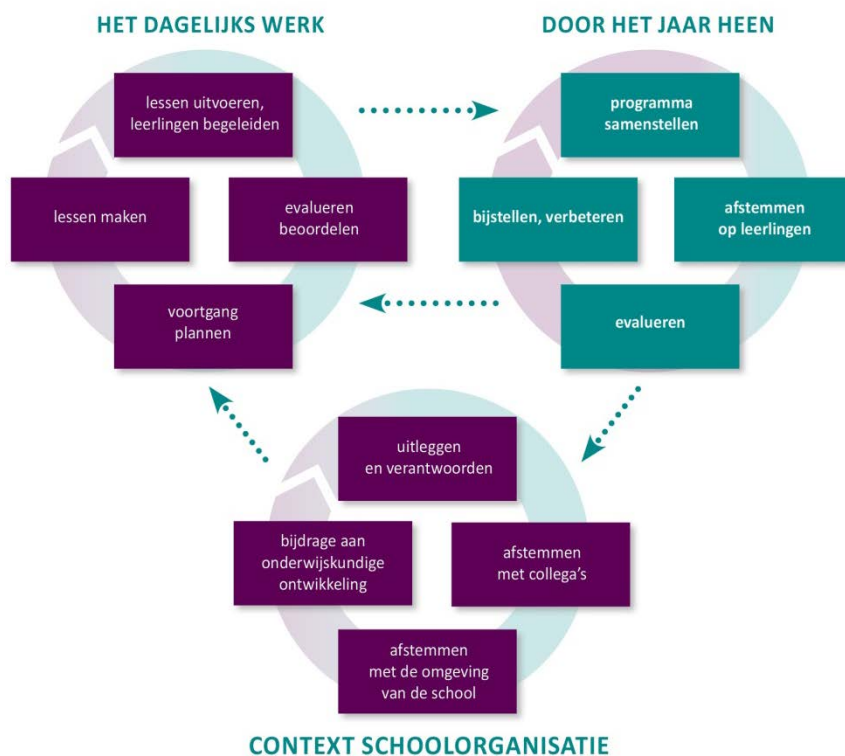 HET DAGELIJKS WERK
lessen uitvoeren,
leerlingen begeleiden
lessen maken
evalueren
beoordelen
voortgang
plannen
DOOR HET JAAR HEEN
programma
samenstellen
bijstellen, verbeteren
afstemmen
op leerlingen
evalueren
uitleggen
en verantwoorden
bijdrage aan
onderwijskundige
ontwikkeling
afstemmen
met collega's
afstemmen
met de omgeving
van de school
CONTEXT SCHOOLORGANISATIE